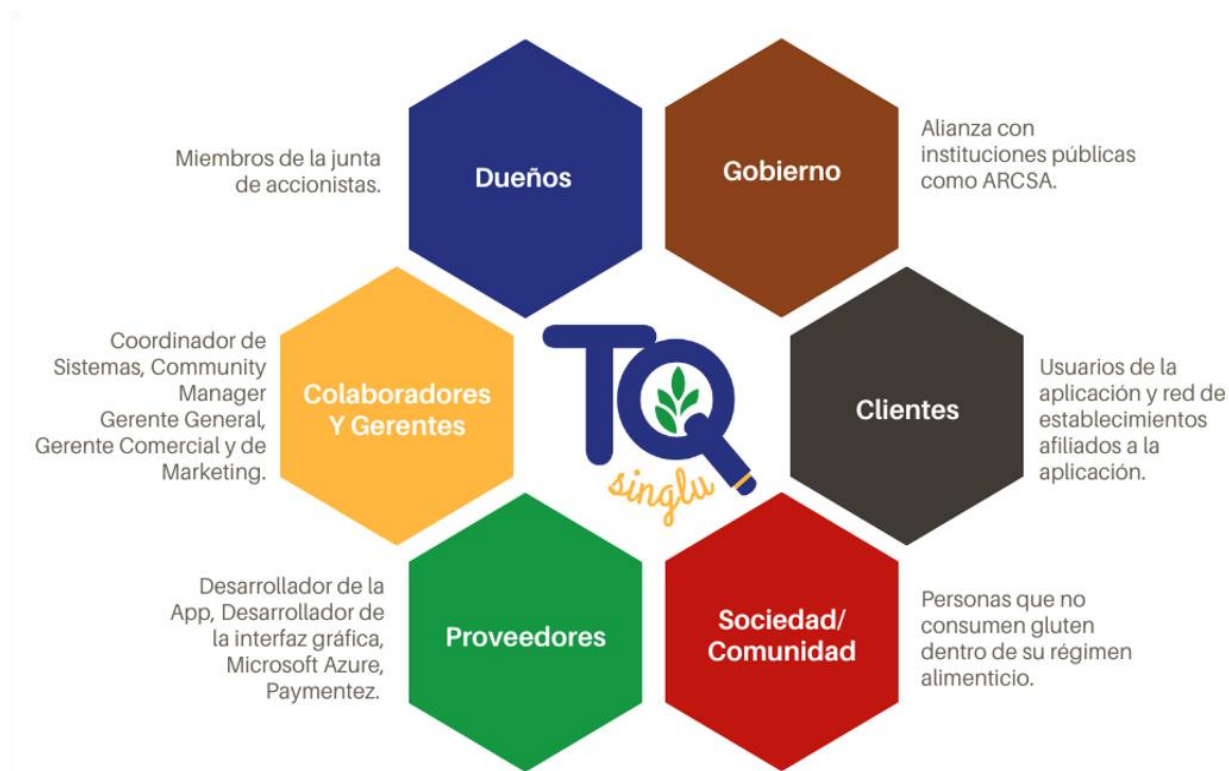 Miembros de la junta
de accionistas.
Dueños
Gobierno
Alianza con
instituciones públicas
como ARCSA.
Coordinador de
Sistemas, Community
Manager
Gerente General,
Gerente Comercial y de
Marketing.
Colaboradores
Y Gerentes
TQ
singlu
Clientes
Usuarios de la
aplicación y red de
establecimientos
afiliados a la
aplicación.
Desarrollador de la
App, Desarrollador de
la interfaz gráfica,
Microsoft Azure,
Paymentez.
Proveedores
Sociedad/
Comunidad
Personas que no
consumen gluten
dentro de su régimen
alimenticio.